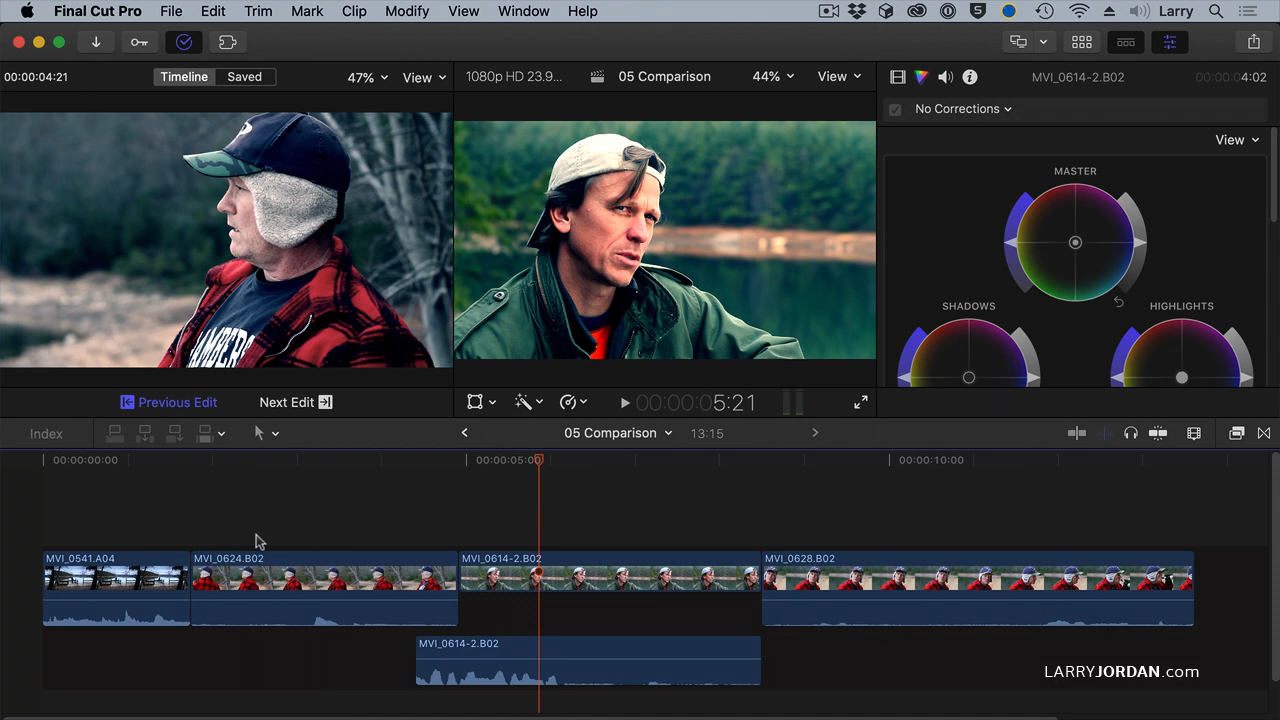 Final Cut Pro File Edit Trim Mark Clip Modify View Window Help Larry
00:00:04:21 Timeline Saved 47% View 1080p HD 23.9... 05 Comparison 44% View MVI_0614-2.B02 00:00:04:02
No Corrections
View
MASTER
SHADOWS HIGHLIGHTS
CHAMBERS
Previous Edit Next Edit 00:00:05:21
Index 05 Comparison 13:15
00:00:00:00 00:00:05:00 00:00:10:00
MVI_0541.A04 MVI_0624.B02 MVI_0614-2.B02 MVI_0628.B02
MVI_0614-2.B02
LARRYJORDAN.com